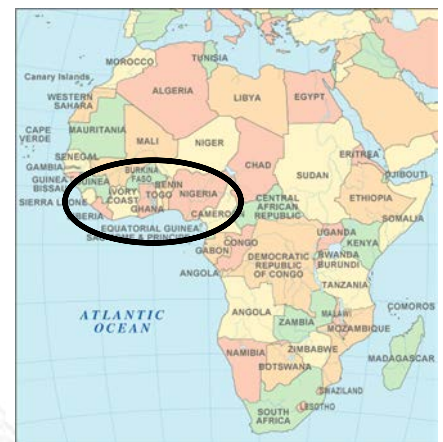 TUNISIA
MOROCCO
Canary Islands
ALGERIA
LIBYA
EGYPT
WESTERN
SAHARA
CAPE
VERDE
MAURITANIA
MALI
NIGER
SENEGAL
GAMBIA
GUINEA
BISSAU
GUINEA
BURKINA
FASO
CHAD
SUDAN
ERITREA
DJIBOUTI
SIERRA LEONE
IVORY
COAST
BENIN
TOGO
GHANA
NIGERIA
LIBERIA
CAMEROON
CENTRAL
AFRICAN
REPUBLIC
ETHIOPIA
SOMALIA
EQUATORIAL GUINEA
SAO TOME & PRINCIPE
GABON
CONGO
UGANDA
KENYA
RWANDA
BURUNDI
DEMOCRATIC
REPUBLIC
OF CONGO
ANGOLA
TANZANIA
COMOROS
ATLANTIC
OCEAN
ANGOLA
ZAMBIA
MALAWI
MOZAMBIQUE
ZIMBABWE
MADAGASCAR
NAMIBIA
BOTSWANA
SWAZILAND
LESOTHO
SOUTH
AFRICA